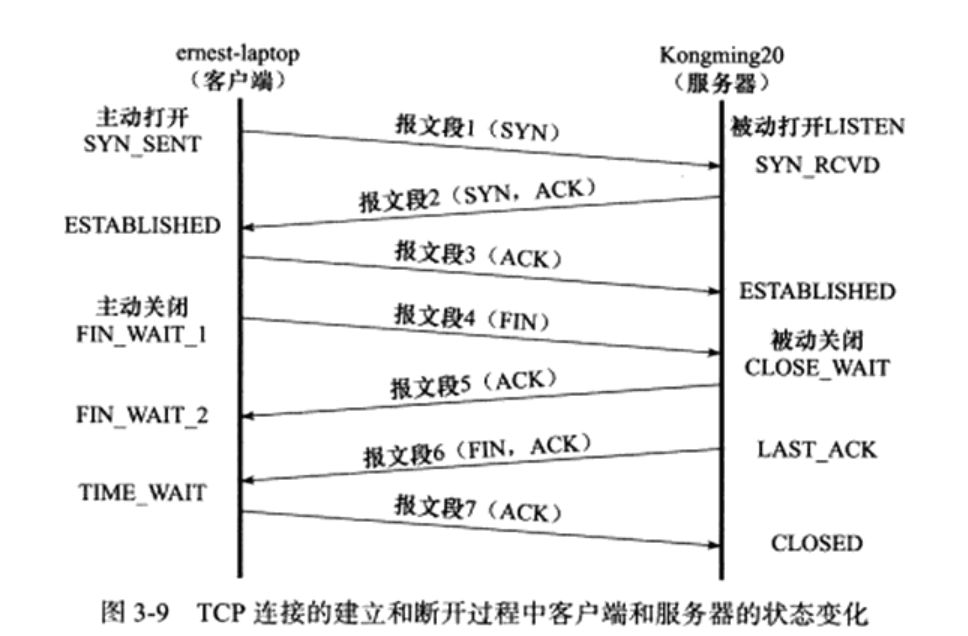 ernest-laptop
（客户端）
Kongming20
（服务器）
主动打开
SYN_SENT
报文段1（SYN）
被动打开LISTEN
SYN_RCVD
报文段2（SYN，ACK）
ESTABLISHED
报文段3（ACK）
ESTABLISHED
主动关闭
FIN_WAIT_1
报文段4（FIN）
被动关闭
CLOSE_WAIT
报文段5（ACK）
FIN_WAIT_2
报文段6（FIN，ACK）
LAST_ACK
TIME_WAIT
报文段7（ACK）
CLOSED
图 3-9 TCP 连接的建立和断开过程中客户端和服务器的状态变化